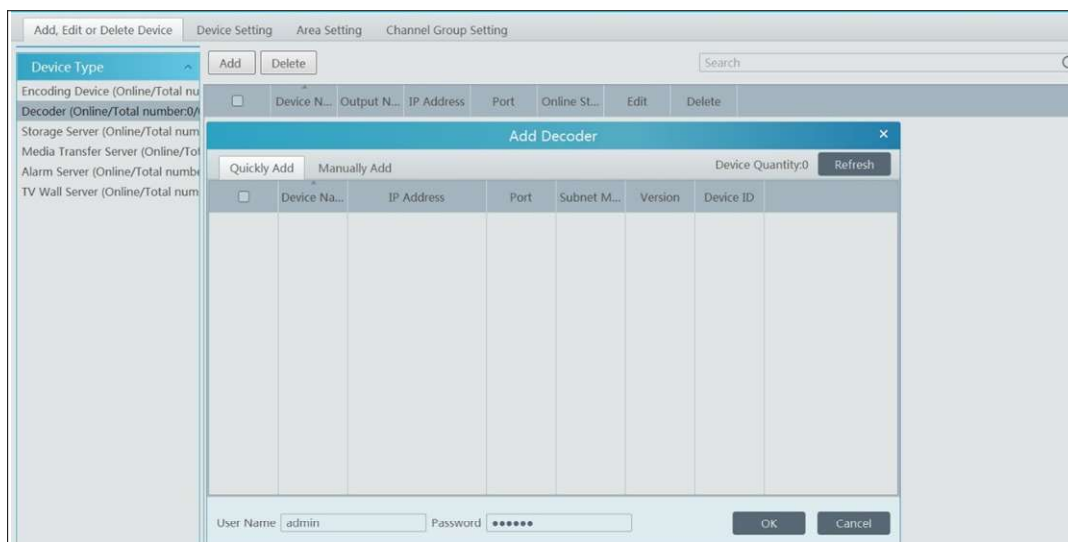 Add, Edit or Delete Device Device Setting Area Setting Channel Group Setting
Device Type Add Delete Search
Encoding Device (Online/Total nu
Device N... Output N... IP Address Port Online St... Edit Delete
Decoder (Online/Total number:0/
Storage Server (Online/Total num
Add Decoder ×
Media Transfer Server (Online/Tot
Quickly Add Manually Add Device Quantity:0 Refresh
Alarm Server (Online/Total numbe
TV Wall Server (Online/Total num
Device Na... IP Address Port Subnet M... Version Device ID
User Name admin Password ●●●●●● OK Cancel